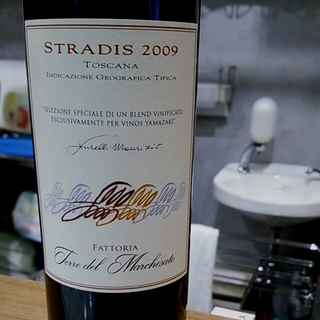 STRADIS 2009
TOSCANA
INDICAZIONE GEOGRAFICA TIPICA
"SELEZIONE SPECIALE DI UN BLEND VINIFICATO
ESCLUSIVAMENTE PER VINOS YAMAZAKI"
FATTORIA
Terre del Marchesato